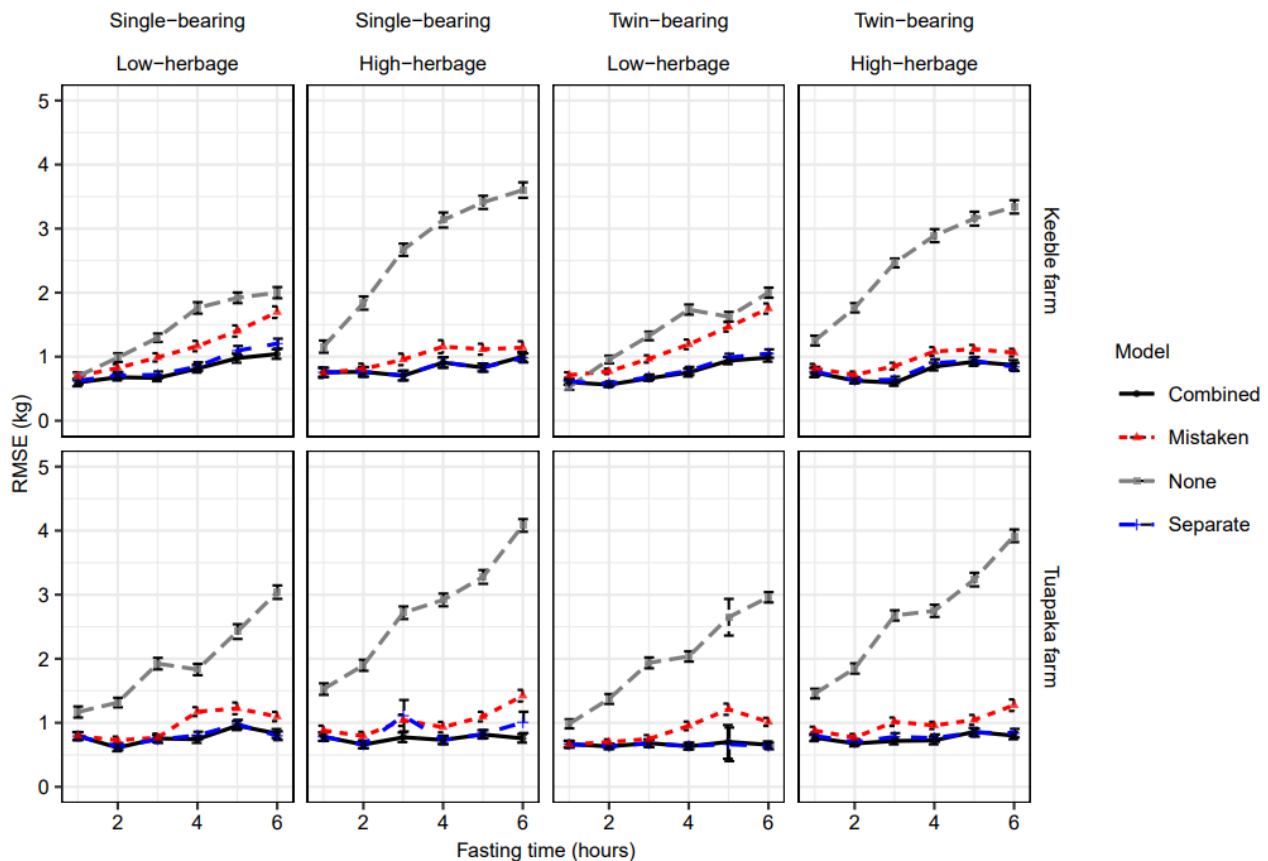 Single−bearing Single−bearing Twin−bearing Twin−bearing
Low−herbage High−herbage Low−herbage High−herbage
5
4
3
2
1
0
Keeble farm
RMSE (kg)
5
4
3
2
1
0
Tuapaka farm
2 4 6 2 4 6 2 4 6 2 4 6
Fasting time (hours)
Model
Combined
Mistaken
None
Separate